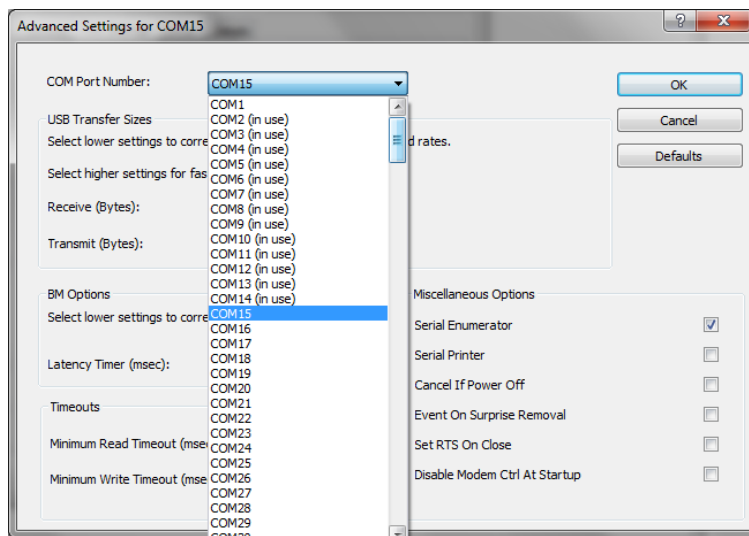 Advanced Settings for COM15
COM Port Number:
COM15
OK
Cancel
Defaults
COM1
COM2 (in use)
COM3 (in use)
COM4 (in use)
COM5 (in use)
COM6 (in use)
COM7 (in use)
COM8 (in use)
COM9 (in use)
COM10 (in use)
COM11 (in use)
COM12 (in use)
COM13 (in use)
COM14 (in use)
COM15
COM16
COM17
COM18
COM19
COM20
COM21
COM22
COM23
COM24
COM25
COM26
COM27
COM28
COM29
USB Transfer Sizes
Select lower settings to corre d rates.
Select higher settings for fas
Receive (Bytes):
Transmit (Bytes):
BM Options
Select lower settings to corre
Latency Timer (msec):
Timeouts
Minimum Read Timeout (mse
Minimum Write Timeout (mse
Miscellaneous Options
Serial Enumerator
Serial Printer
Cancel If Power Off
Event On Surprise Removal
Set RTS On Close
Disable Modem Ctrl At Startup